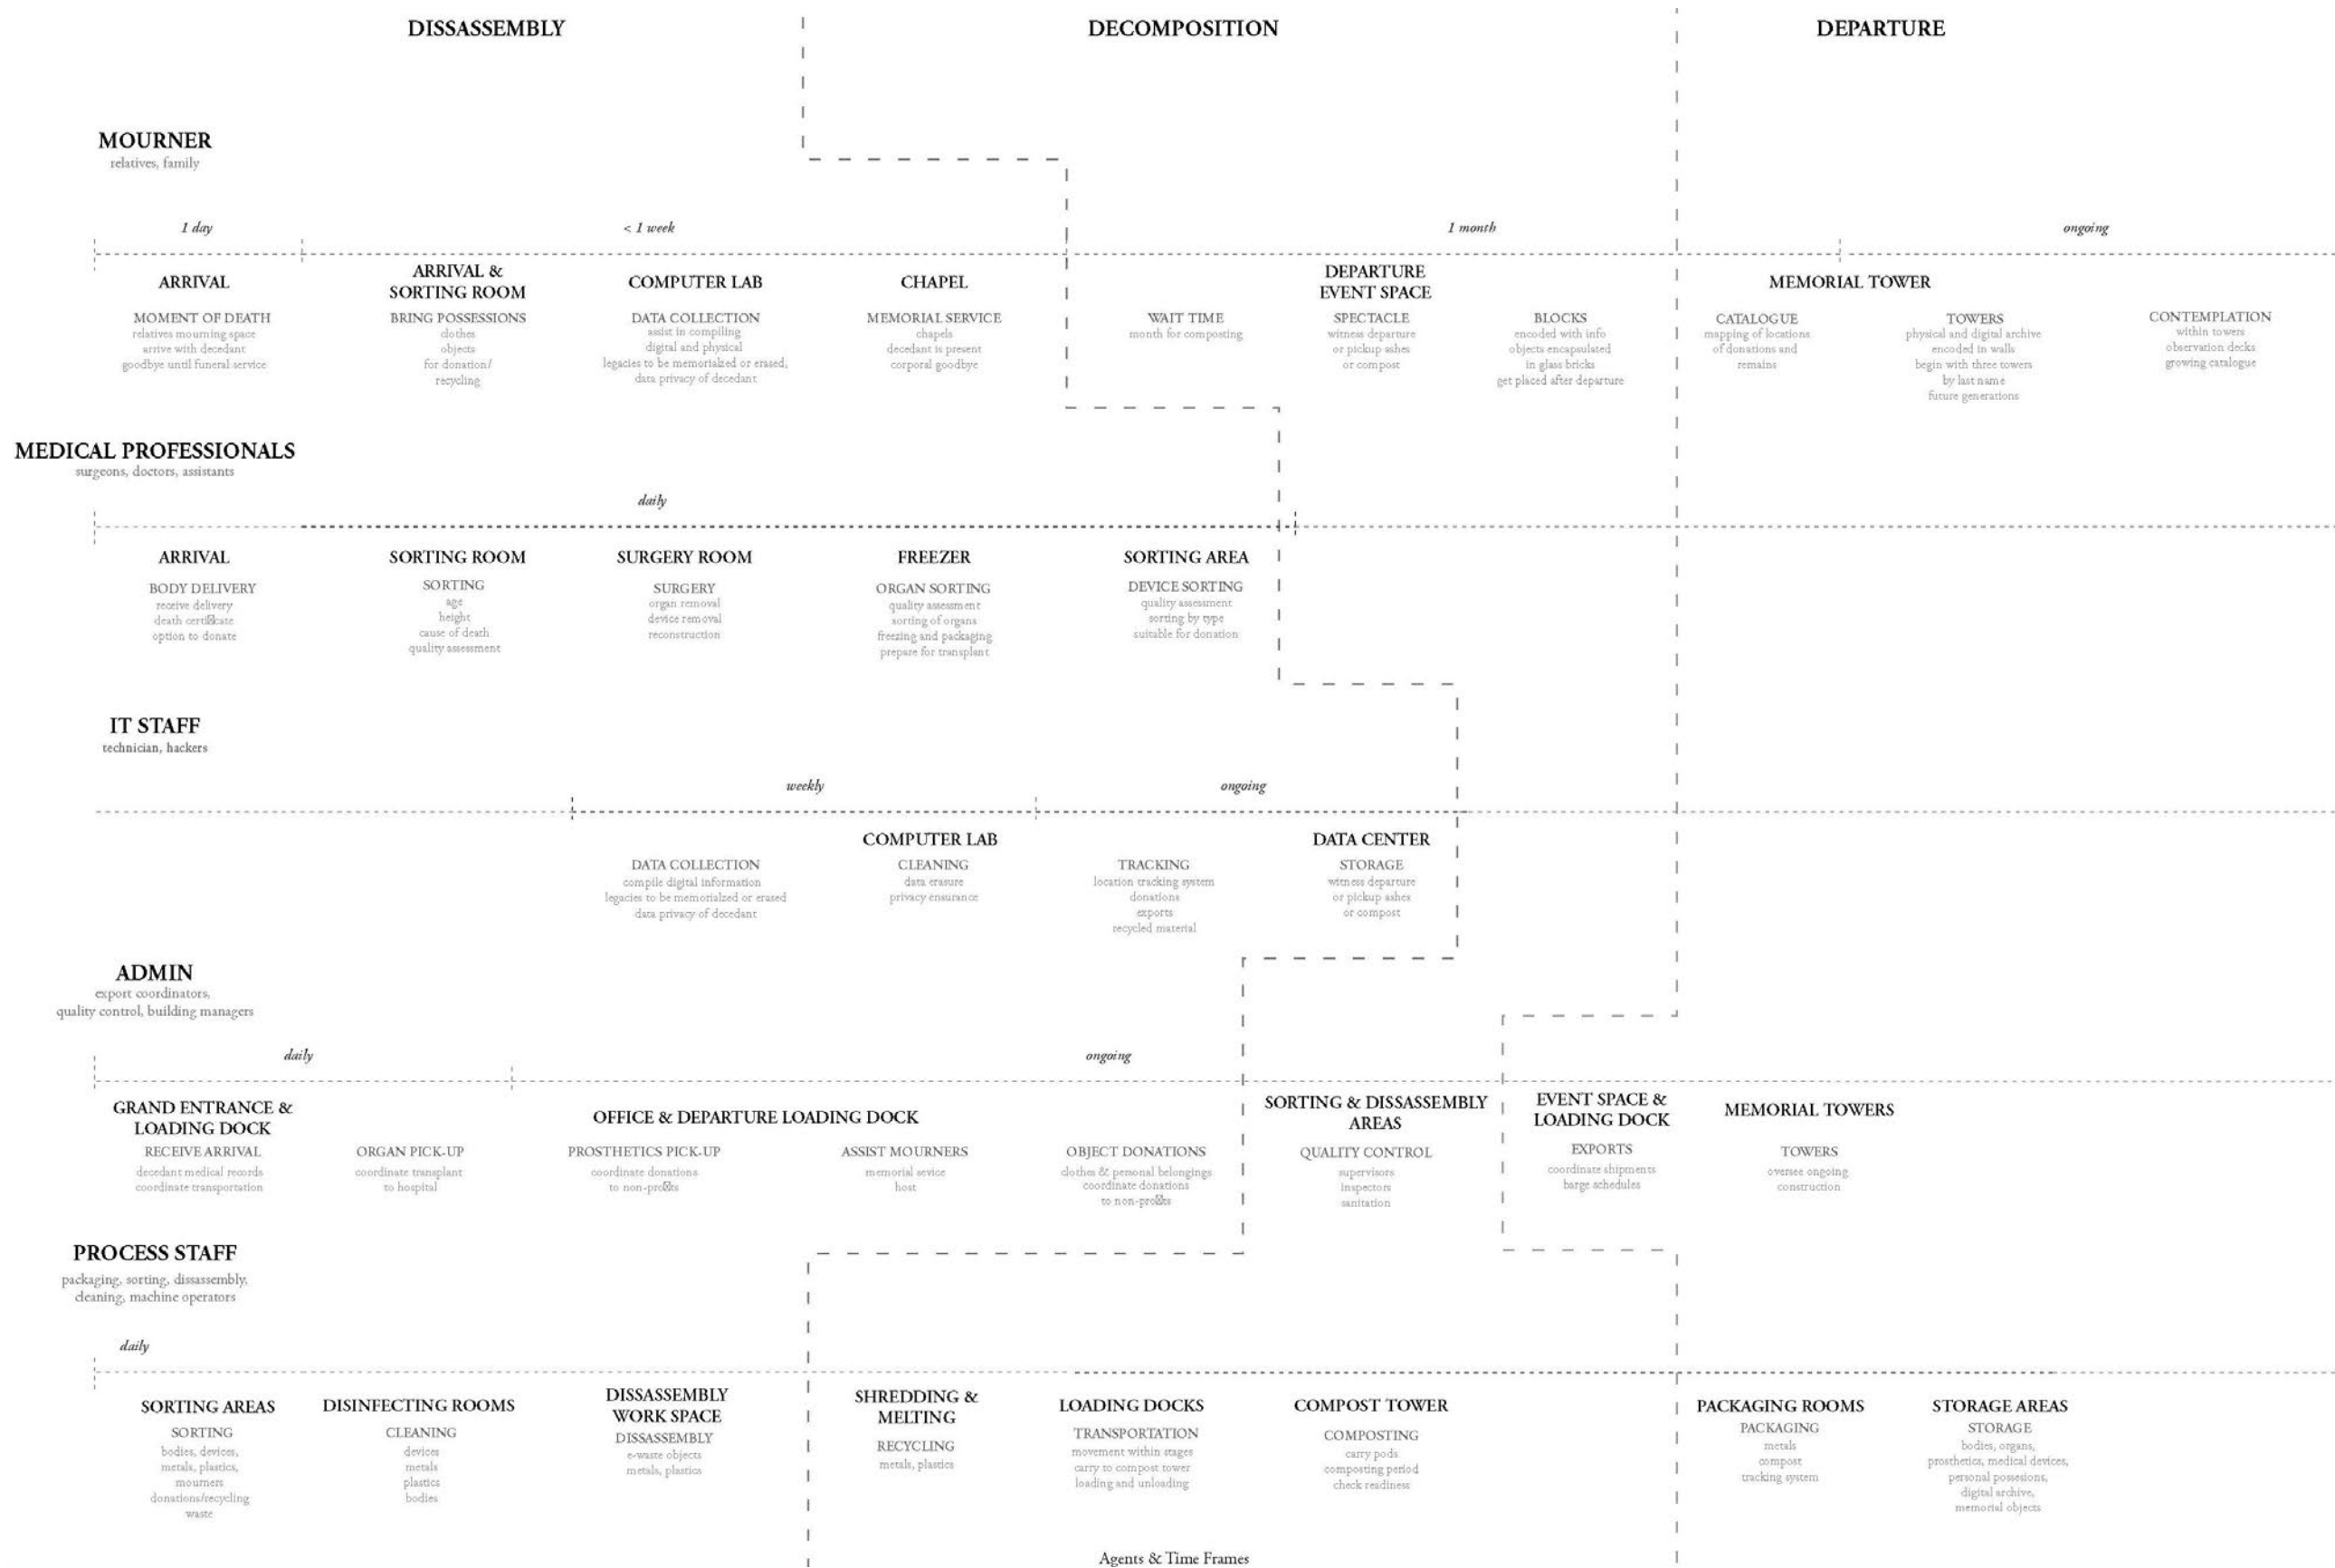 DISSASSEMBLY
DECOMPOSITION
DEPARTURE
MOURNER
relatives, family
1 day
< 1 week
1 month
ongoing
ARRIVAL
MOMENT OF DEATH
relatives mourning space
arrive with decedant
goodbye until funeral service
ARRIVAL &
SORTING ROOM
BRING POSSESSIONS
clothes
objects
for donation/
recycling
COMPUTER LAB
DATA COLLECTION
assist in compiling
digital and physical
legacies to be memorialzed or erased,
data privacy of decedant
CHAPEL
MEMORIAL SERVICE
chapels
decedant is present
corporal goodbye
WAIT TIME
month for composting
DEPARTURE
EVENT SPACE
SPECTACLE
witness departure
or pickup ashes
or compost
BLOCKS
encoded with info
objects encapsulated
in glass bricks
get placed after departure
MEMORIAL TOWER
CATALOGUE
mapping of locations
of donations and
remains
TOWERS
physical and digital archive
encoded in walls
begin with three towers
by last name
future generations
CONTEMPLATION
within towers
observation decks
growing catalogue
MEDICAL PROFESSIONALS
surgeons, doctors, assistants
daily
ARRIVAL
BODY DELIVERY
receive delivery
death certi☒cate
option to donate
SORTING ROOM
SORTING
age
height
cause of death
quality assessment
SURGERY ROOM
SURGERY
organ removal
device removal
reconstruction
FREEZER
ORGAN SORTING
quality assessment
sorting of organs
freezing and packaging
prepare for transplant
SORTING AREA
DEVICE SORTING
quality assessment
sorting by type
suitable for donation
IT STAFF
technician, hackers
weekly
ongoing
DATA COLLECTION
compile digital information
legacies to be memorialzed or erased
data privacy of decedant
COMPUTER LAB
CLEANING
data erasure
privacy ensurance
TRACKING
location tracking system
donations
exports
recycled material
DATA CENTER
STORAGE
witness departure
or pickup ashes
or compost
ADMIN
export coordinators,
quality control, building managers
daily
ongoing
GRAND ENTRANCE &
LOADING DOCK
RECEIVE ARRIVAL
decedant medical records
coordinate transportation
ORGAN PICK-UP
coordinate transplant
to hospital
OFFICE & DEPARTURE LOADING DOCK
PROSTHETICS PICK-UP
coordinate donations
to non-pro☒ts
ASSIST MOURNERS
memorial sevice
host
OBJECT DONATIONS
clothes & personal belongings
coordinate donations
to non-pro☒ts
SORTING & DISSASSEMBLY
AREAS
QUALITY CONTROL
supervisors
inspectors
sanitation
EVENT SPACE &
LOADING DOCK
EXPORTS
coordinate shipments
barge schedules
MEMORIAL TOWERS
TOWERS
oversee ongoing
construction
PROCESS STAFF
packaging, sorting, dissassembly,
cleaning, machine operators
daily
SORTING AREAS
SORTING
bodies, devices,
metals, plastics,
mourners
donations/recycling
waste
DISINFECTING ROOMS
CLEANING
devices
metals
plastics
bodies
DISSASSEMBLY
WORK SPACE
DISSASSEMBLY
e-waste objects
metals, plastics
SHREDDING &
MELTING
RECYCLING
metals, plastics
LOADING DOCKS
TRANSPORTATION
movement within stages
carry to compost tower
loading and unloading
COMPOST TOWER
COMPOSTING
carry pods
composting period
check readiness
PACKAGING ROOMS
PACKAGING
metals
compost
tracking system
STORAGE AREAS
STORAGE
bodies, organs,
prosthetics, medical devices,
personal possesions,
digital archive,
memorial objects
Agents & Time Frames